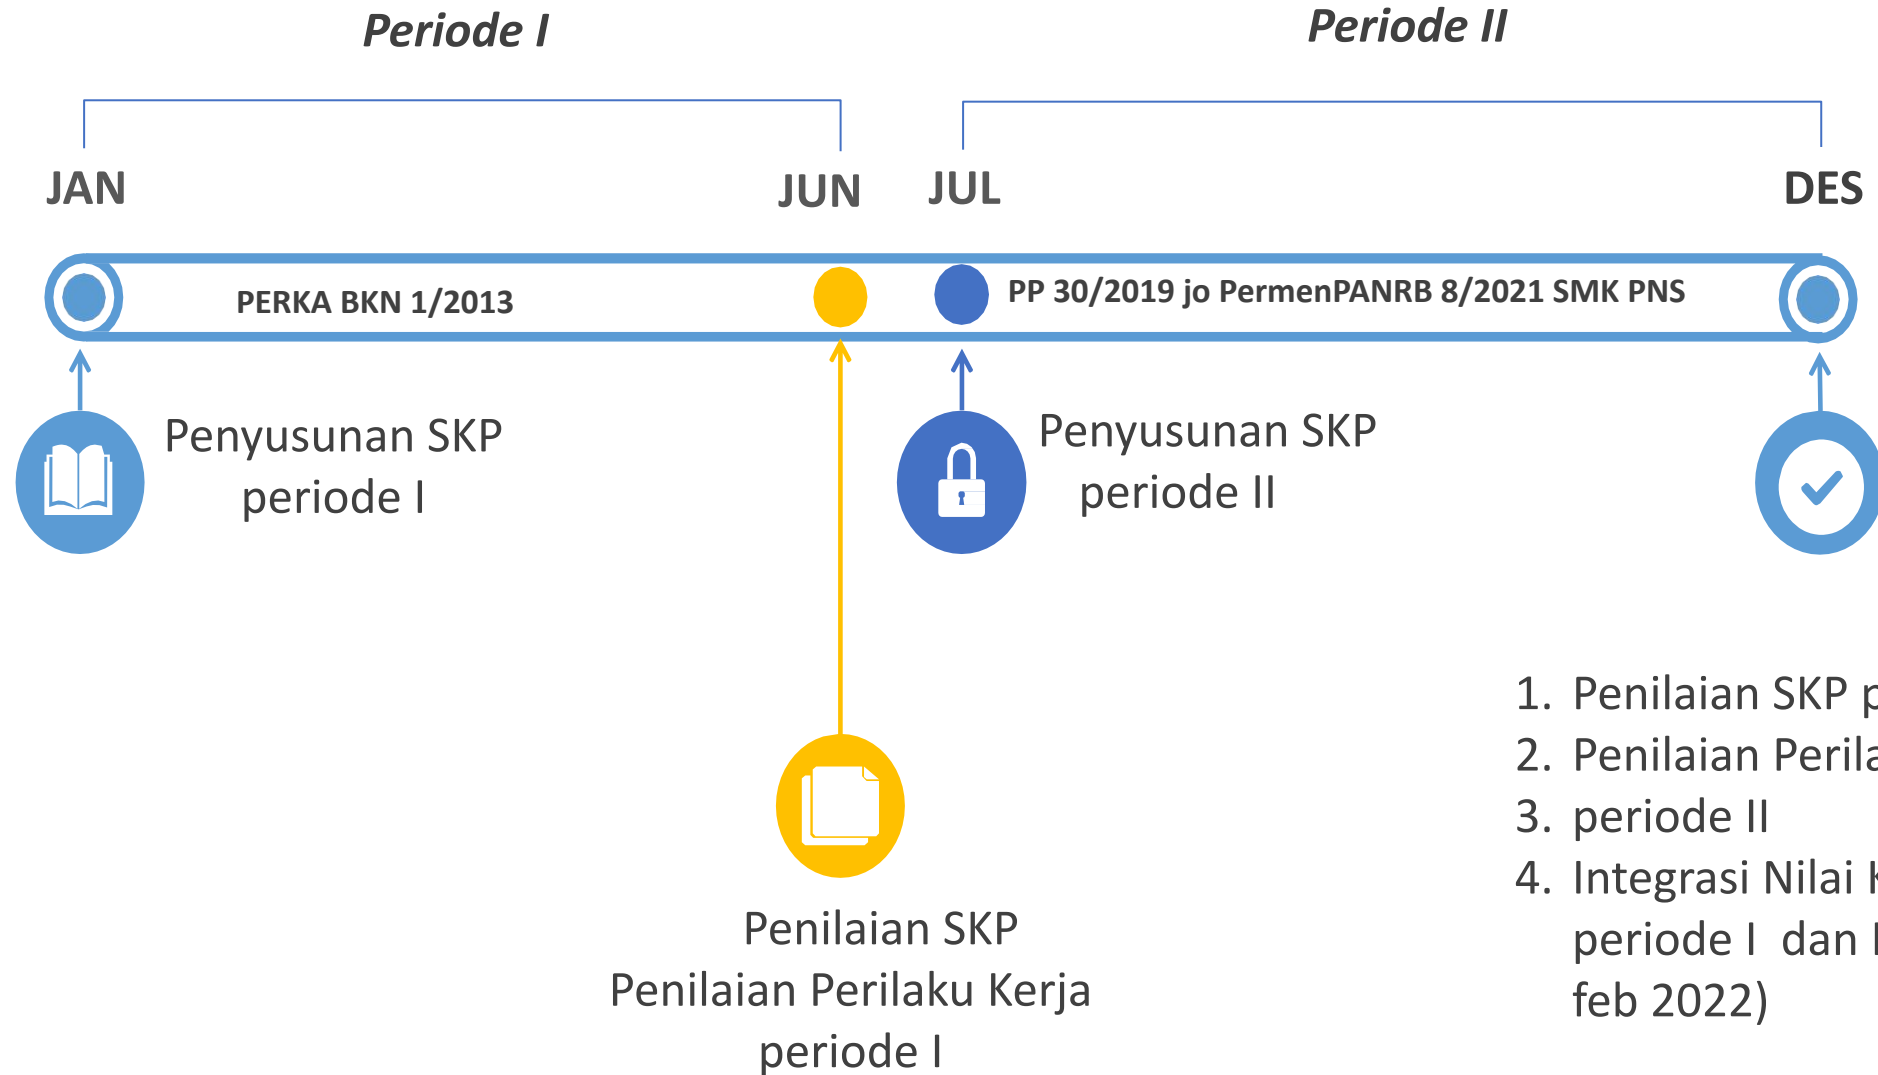 Periode I
Periode II
JAN
JUN
JUL
DES
PERKA BKN 1/2013
PP 30/2019 jo PermenPANRB 8/2021 SMK PNS
Penyusunan SKP
periode I
Penyusunan SKP
periode II
Penilaian SKP
Penilaian Perilaku Kerja
periode I
1. Penilaian SKP
2. Penilaian
3. periode II
4. Integrasi Nilai
periode I dan
feb 2022)